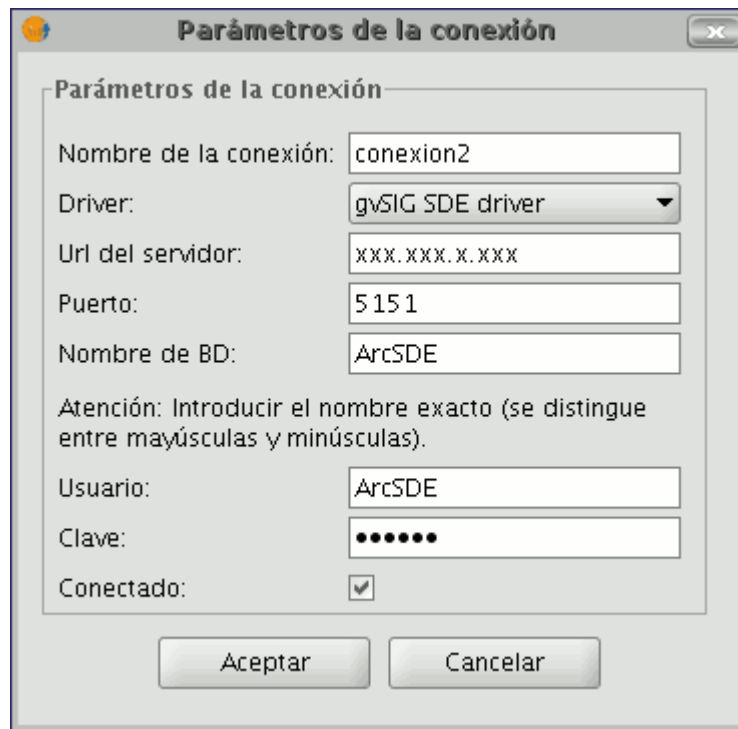 Parámetros de la conexión
Parámetros de la conexión
Nombre de la conexión: conexion2
Driver: gvSIG SDE driver
Url del servidor: xxx.xxx.x.xxx
Puerto: 5151
Nombre de BD: ArcSDE
Atención: Introducir el nombre exacto (se distingue
entre mayúsculas y minúsculas).
Usuario: ArcSDE
Clave: ••••••
Conectado:
Aceptar Cancelar